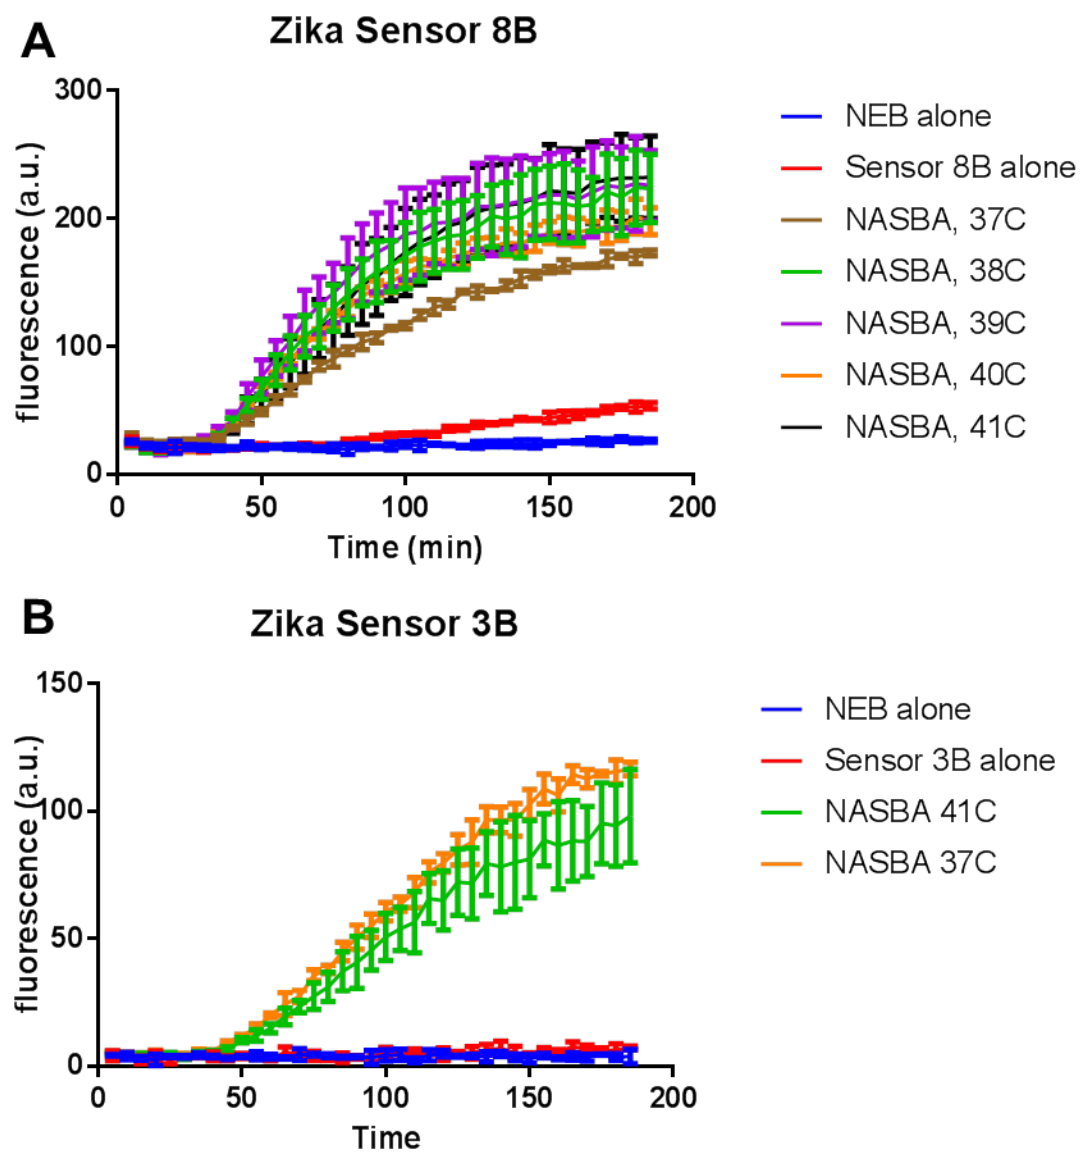 A
Zika Sensor 8B
fluorescence (a.u.)
300
200
100
0
0 50 100 150 200
Time (min)
NEB alone
Sensor 8B alone
NASBA, 37C
NASBA, 38C
NASBA, 39C
NASBA, 40C
NASBA, 41C
B
Zika Sensor 3B
fluorescence (a.u.)
150
100
50
0
0 50 100 150 200
Time
NEB alone
Sensor 3B alone
NASBA 41C
NASBA 37C